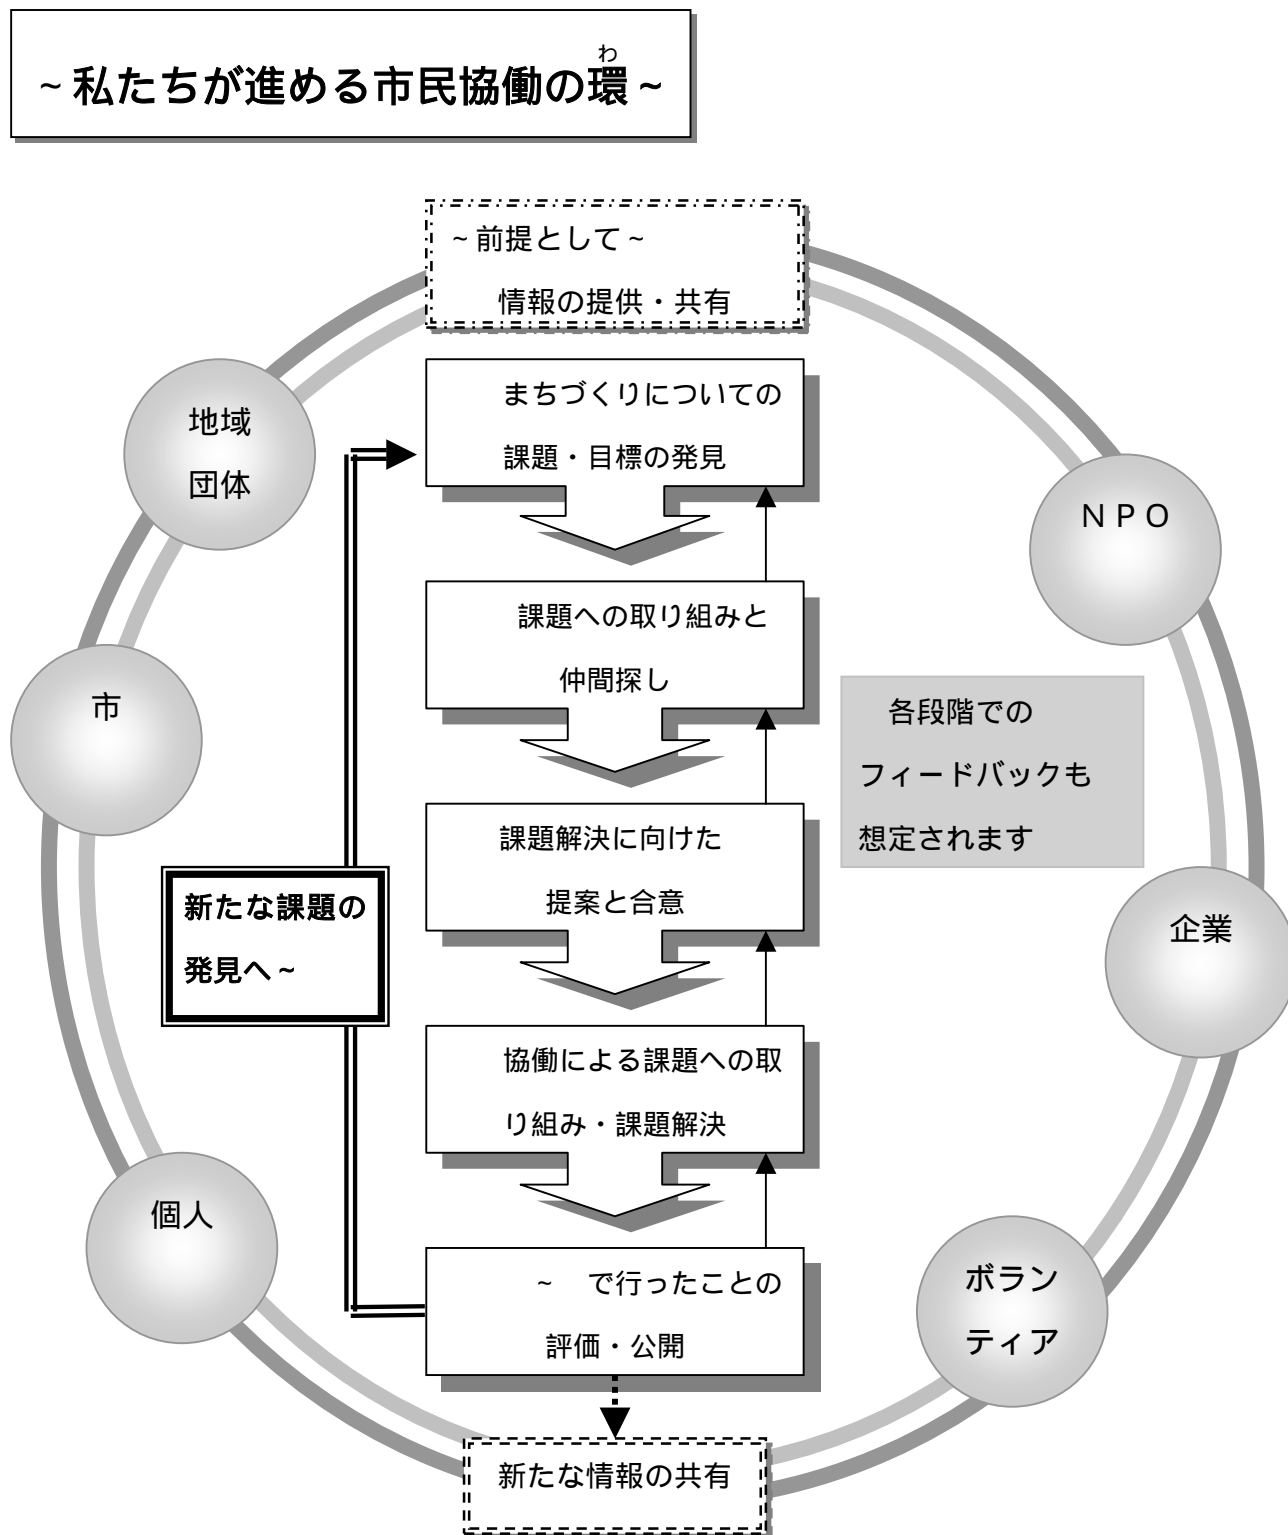 わ
~私たちが進める市民協働の環~
~前提として~
情報の提供・共有
まちづくりについての
課題・目標の発見
地域
団体
NPO
課題への取り組みと
仲間探し
市
各段階での
フィードバックも
想定されます
課題解決に向けた
提案と合意
新たな課題の
発見へ~
企業
協働による課題への取
り組み・課題解決
個人
~ で行ったことの
評価・公開
ボラン
ティア
新たな情報の共有